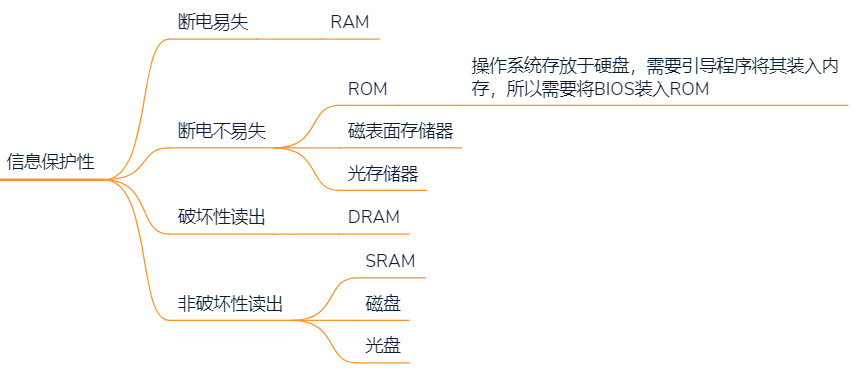 信息保护性
断电易失
RAM
断电不易失
ROM
操作系统存放于硬盘，需要引导程序将其装入内
存，所以需要将BIOS装入ROM
磁表面存储器
光存储器
破坏性读出
DRAM
非破坏性读出
SRAM
磁盘
光盘